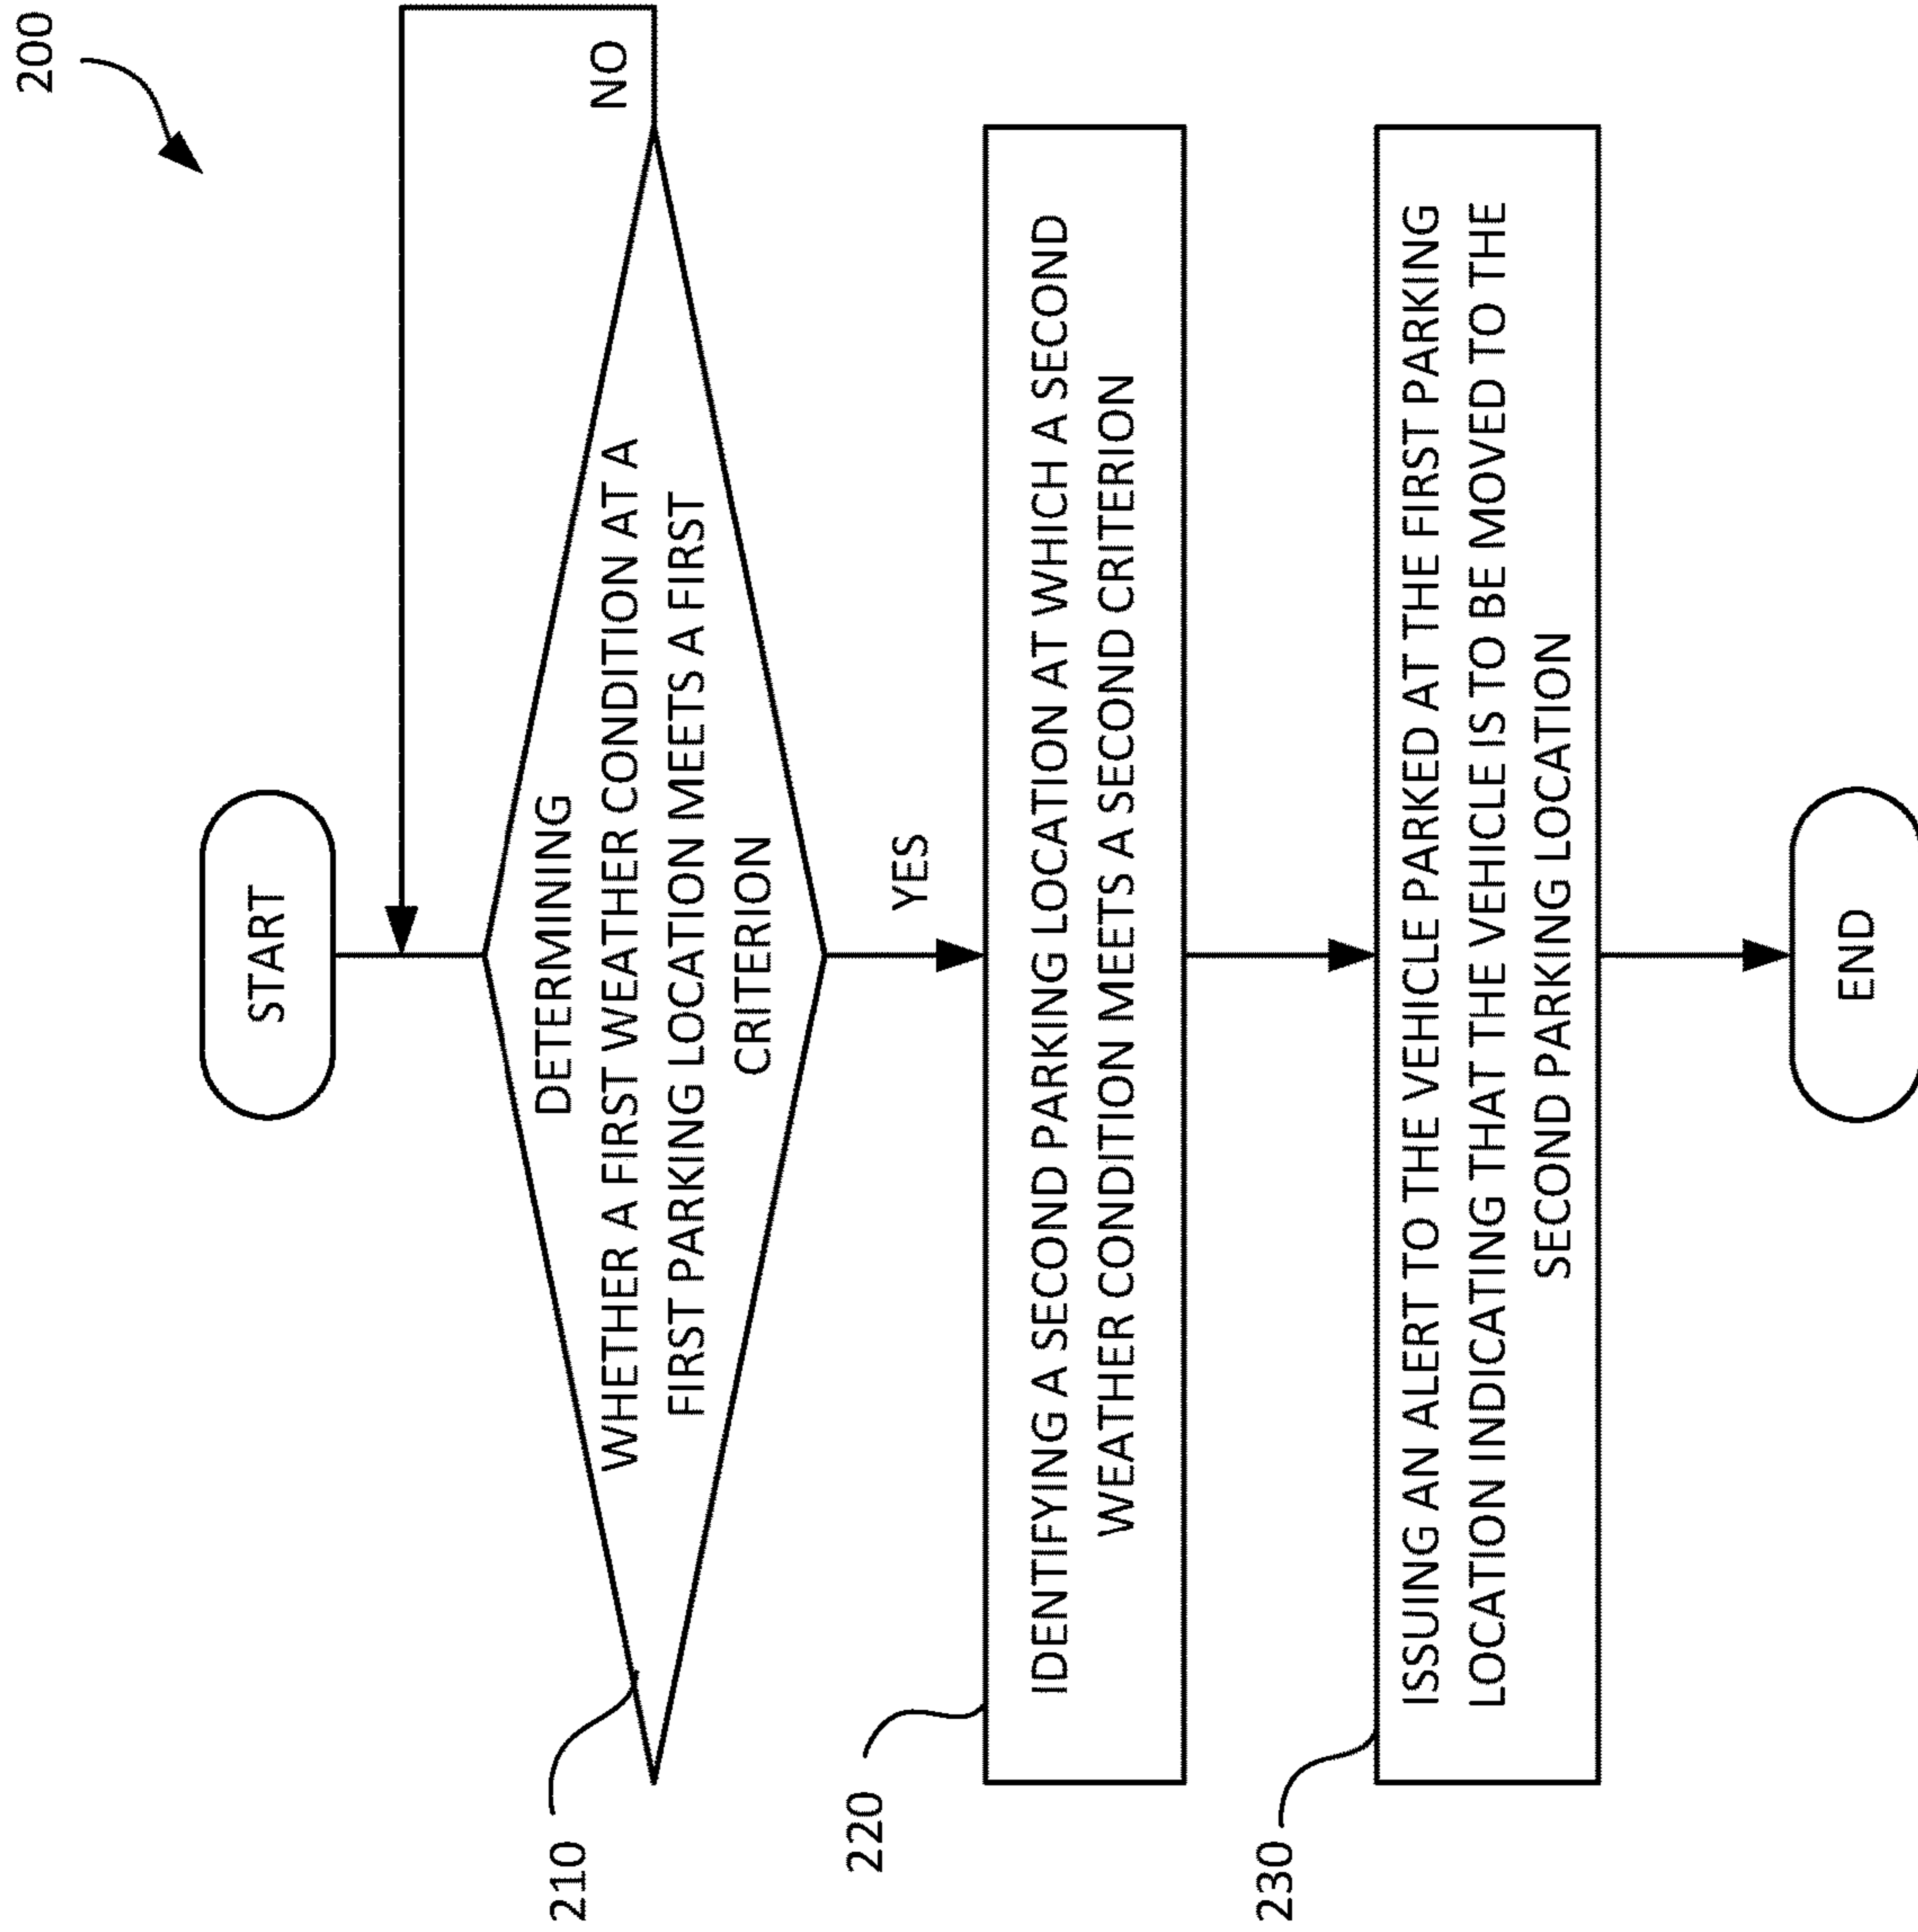 200
START
DETERMINING
WHETHER A FIRST WEATHER CONDITION AT A
FIRST PARKING LOCATION MEETS A FIRST
CRITERION
NO
210
YES
220
IDENTIFYING A SECOND PARKING LOCATION AT WHICH A SECOND
WEATHER CONDITION MEETS A SECOND CRITERION
230
ISSUING AN ALERT TO THE VEHICLE PARKED AT THE FIRST PARKING
LOCATION INDICATING THAT THE VEHICLE IS TO BE MOVED TO THE
SECOND PARKING LOCATION
END